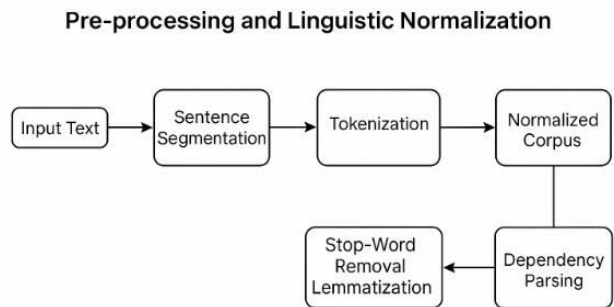 Pre-processing and Linguistic Normalization
Input Text
Sentence
Segmentation
Tokenization
Normalized
Corpus
Dependency
Parsing
Stop-Word
Removal
Lemmatization